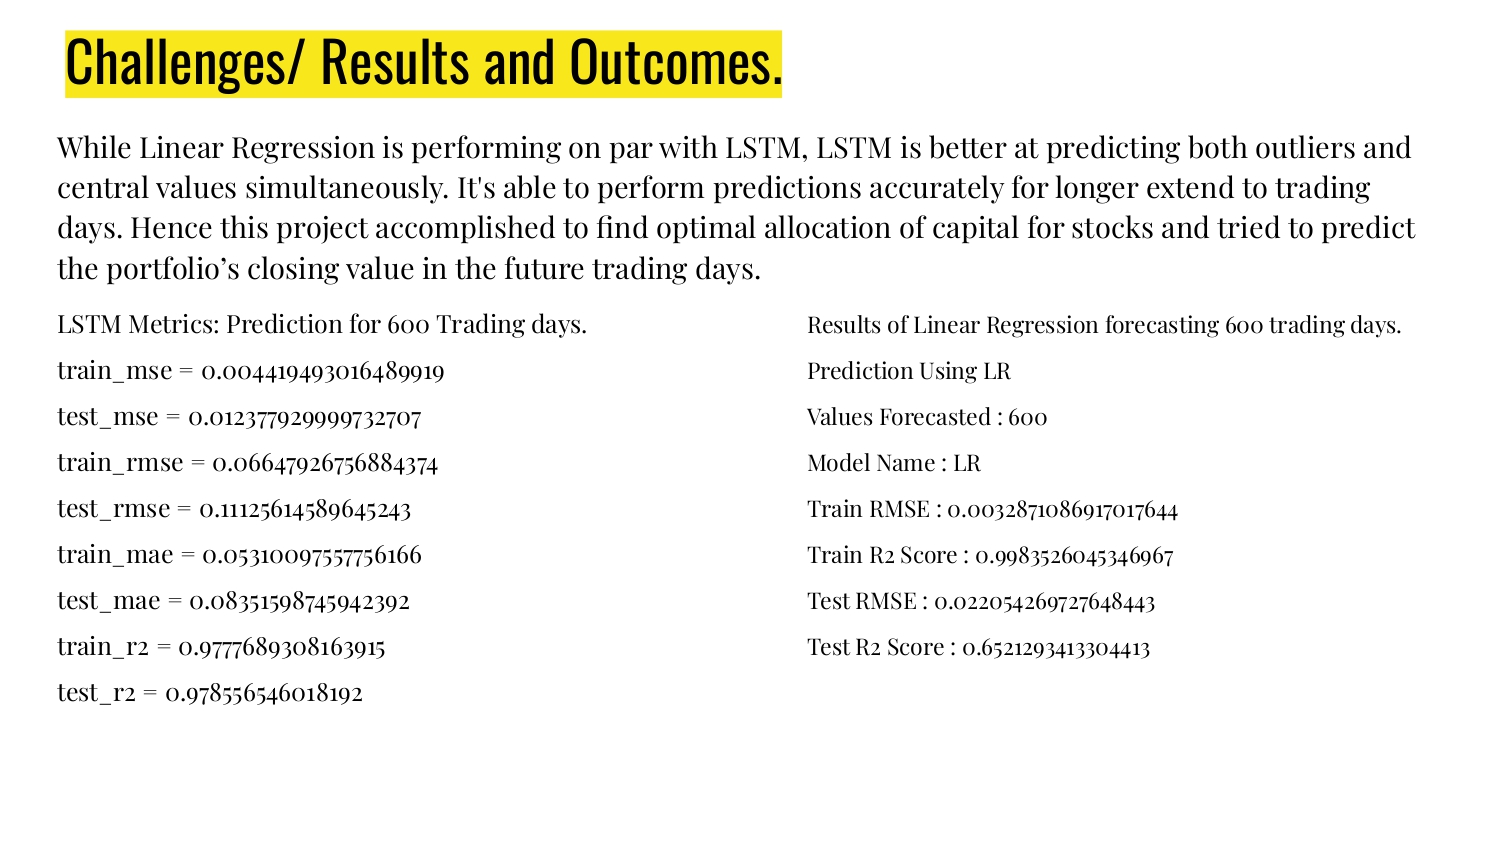 Challenges/ Results and Outcomes.
While Linear Regression is performing on par with LSTM, LSTM is better at predicting both outliers and
central values simultaneously. It's able to perform predictions accurately for longer extend to trading
days. Hence this project accomplished to find optimal allocation of capital for stocks and tried to predict
the portfolio’s closing value in the future trading days.
LSTM Metrics: Prediction for 600 Trading days.
train_mse = 0.004419493016489919
test_mse = 0.012377929999732707
train_rmse = 0.06647926756884374
test_rmse = 0.11125614589645243
train_mae = 0.05310097557756166
test_mae = 0.08351598745942392
train_r2 = 0.9777689308163915
test_r2 = 0.978556546018192
Results of Linear Regression forecasting 600 trading days.
Prediction Using LR
Values Forecasted : 600
Model Name : LR
Train RMSE : 0.0032871086917017644
Train R2 Score : 0.9983526045346967
Test RMSE : 0.022054269727648443
Test R2 Score : 0.6521293413304413